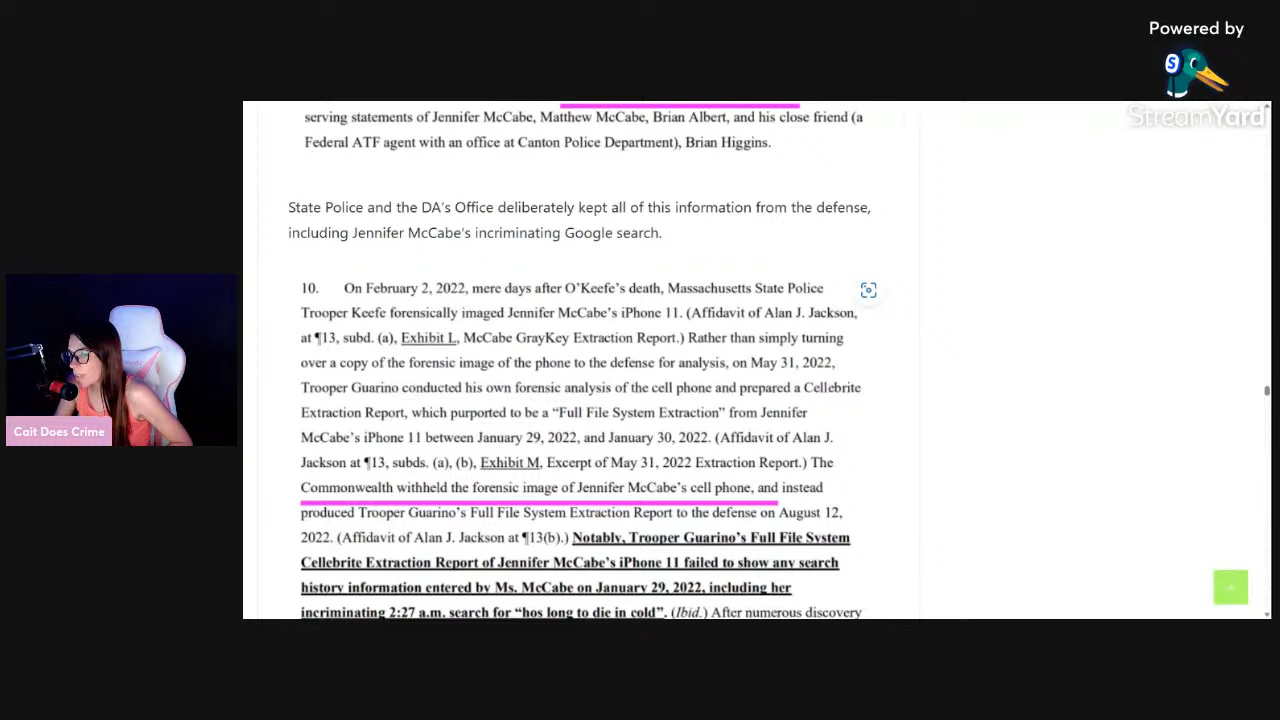 Powered by
S
StreamYard
serving statements of Jennifer McCabe, Matthew McCabe, Brian Albert, and his close friend (a
Federal ATF agent with an office at Canton Police Department), Brian Higgins.
State Police and the DA's Office deliberately kept all of this information from the defense,
including Jennifer McCabe's incriminating Google search.
10. On February 2, 2022, mere days after O'Keefe's death, Massachusetts State Police
Trooper Keefe forensically imaged Jennifer McCabe's iPhone 11. (Affidavit of Alan J. Jackson,
at ¶13, subd. (a), Exhibit L, McCabe GrayKey Extraction Report.) Rather than simply turning
over a copy of the forensic image of the phone to the defense for analysis, on May 31, 2022,
Trooper Guarino conducted his own forensic analysis of the cell phone and prepared a Cellebrite
Extraction Report, which purported to be a “Full File System Extraction” from Jennifer
McCabe's iPhone 11 between January 29, 2022, and January 30, 2022. (Affidavit of Alan J.
Jackson at ¶13, subds. (a), (b), Exhibit M, Excerpt of May 31, 2022 Extraction Report.) The
Commonwealth withheld the forensic image of Jennifer McCabe's cell phone, and instead
produced Trooper Guarino's Full File System Extraction Report to the defense on August 12,
2022. (Affidavit of Alan J. Jackson at ¶13(b).) Notably, Trooper Guarino's Full File System
Cellebrite Extraction Report of Jennifer McCabe's iPhone 11 failed to show any search
history information entered by Ms. McCabe on January 29, 2022, including her
incriminating 2:27 a.m. search for “hos long to die in cold”. (Ibid.) After numerous discovery
Cait Does Crime